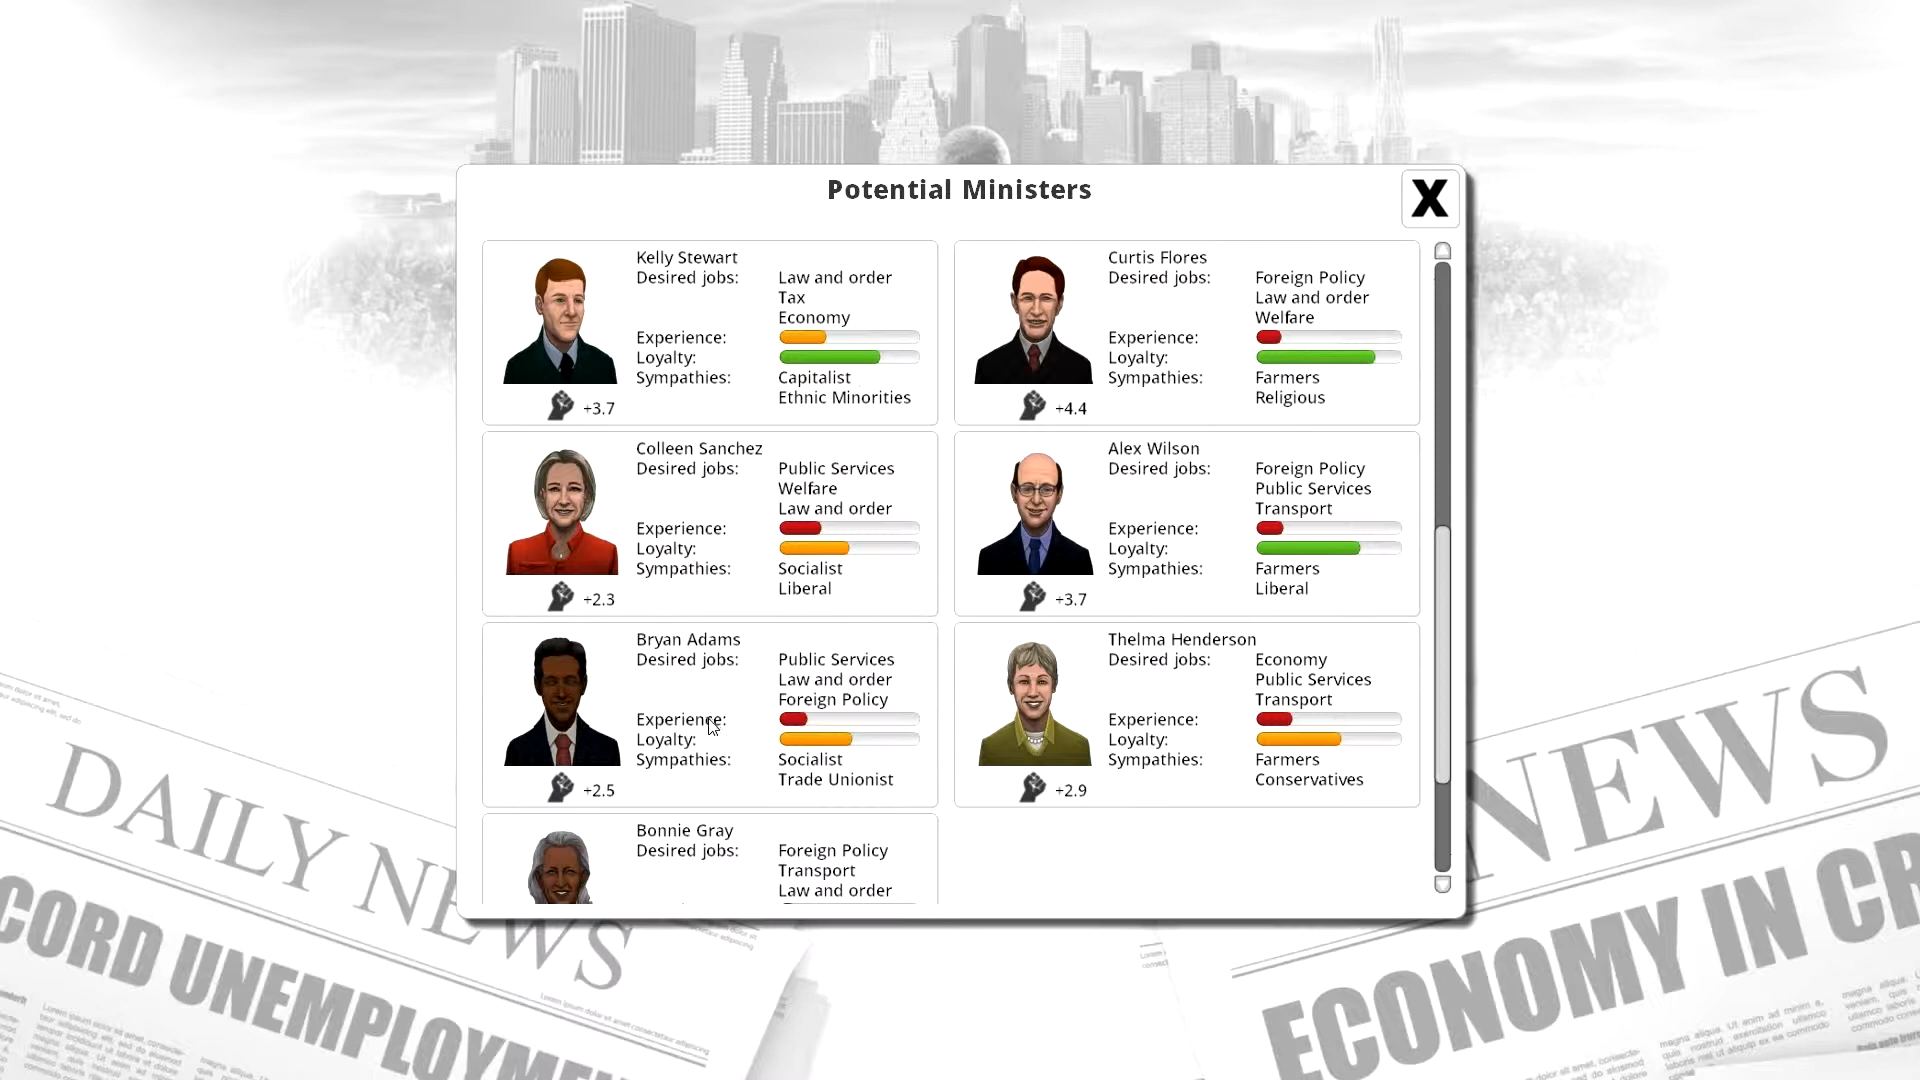 Potential Ministers
X
Kelly Stewart
Desired jobs: Law and order
Tax
Economy
Experience:
Loyalty:
Sympathies: Capitalist
Ethnic Minorities
+3.7
Curtis Flores
Desired jobs: Foreign Policy
Law and order
Welfare
Experience:
Loyalty:
Sympathies: Farmers
Religious
+4.4
Colleen Sanchez
Desired jobs: Public Services
Welfare
Law and order
Experience:
Loyalty:
Sympathies: Socialist
Liberal
+2.3
Alex Wilson
Desired jobs: Foreign Policy
Public Services
Transport
Experience:
Loyalty:
Sympathies: Farmers
Liberal
+3.7
Bryan Adams
Desired jobs: Public Services
Law and order
Foreign Policy
Experience:
Loyalty:
Sympathies: Socialist
Trade Unionist
+2.5
Thelma Henderson
Desired jobs: Economy
Public Services
Transport
Experience:
Loyalty:
Sympathies: Farmers
Conservatives
+2.9
Bonnie Gray
Desired jobs: Foreign Policy
Transport
Law and order
DAILY NEWS
CORD UNEMPLOYME
NEWS
ECONOMY IN CR